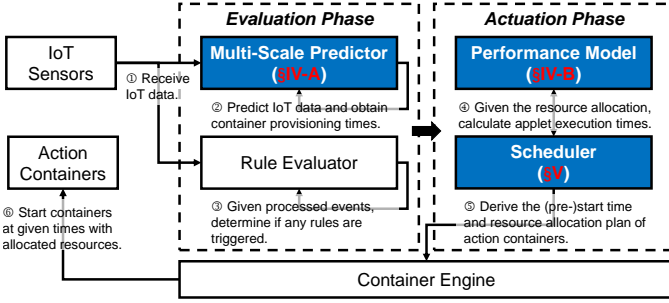 Evaluation Phase
Actuation Phase
IoT
Sensors
① Receive
IoT data.
Multi-Scale Predictor
(§IV-A)
② Predict IoT data and obtain
container provisioning times.
Rule Evaluator
③ Given processed events,
determine if any rules are
triggered.
Performance Model
(§IV-B)
④ Given the resource allocation,
calculate applet execution times.
Scheduler
(§V)
⑤ Derive the (pre-)start time
and resource allocation plan of
action containers.
Action
Containers
⑥ Start containers
at given times with
allocated resources.
Container Engine